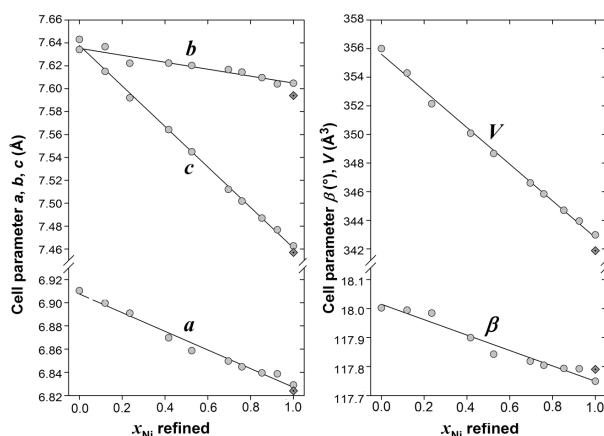 Cell parameter a, b, c (Å)
7.64
7.62
7.60
7.58
7.56
7.54
7.52
7.50
7.48
7.46
6.92
6.90
6.88
6.86
6.84
6.82
b
c
a
0.0 0.2 0.4 0.6 0.8 1.0
xNi refined
Cell parameter β (°), V (Å3)
358
356
354
352
350
348
346
344
342
18.0
117.9
117.8
117.7
V
β
0.0 0.2 0.4 0.6 0.8 1.0
xNi refined